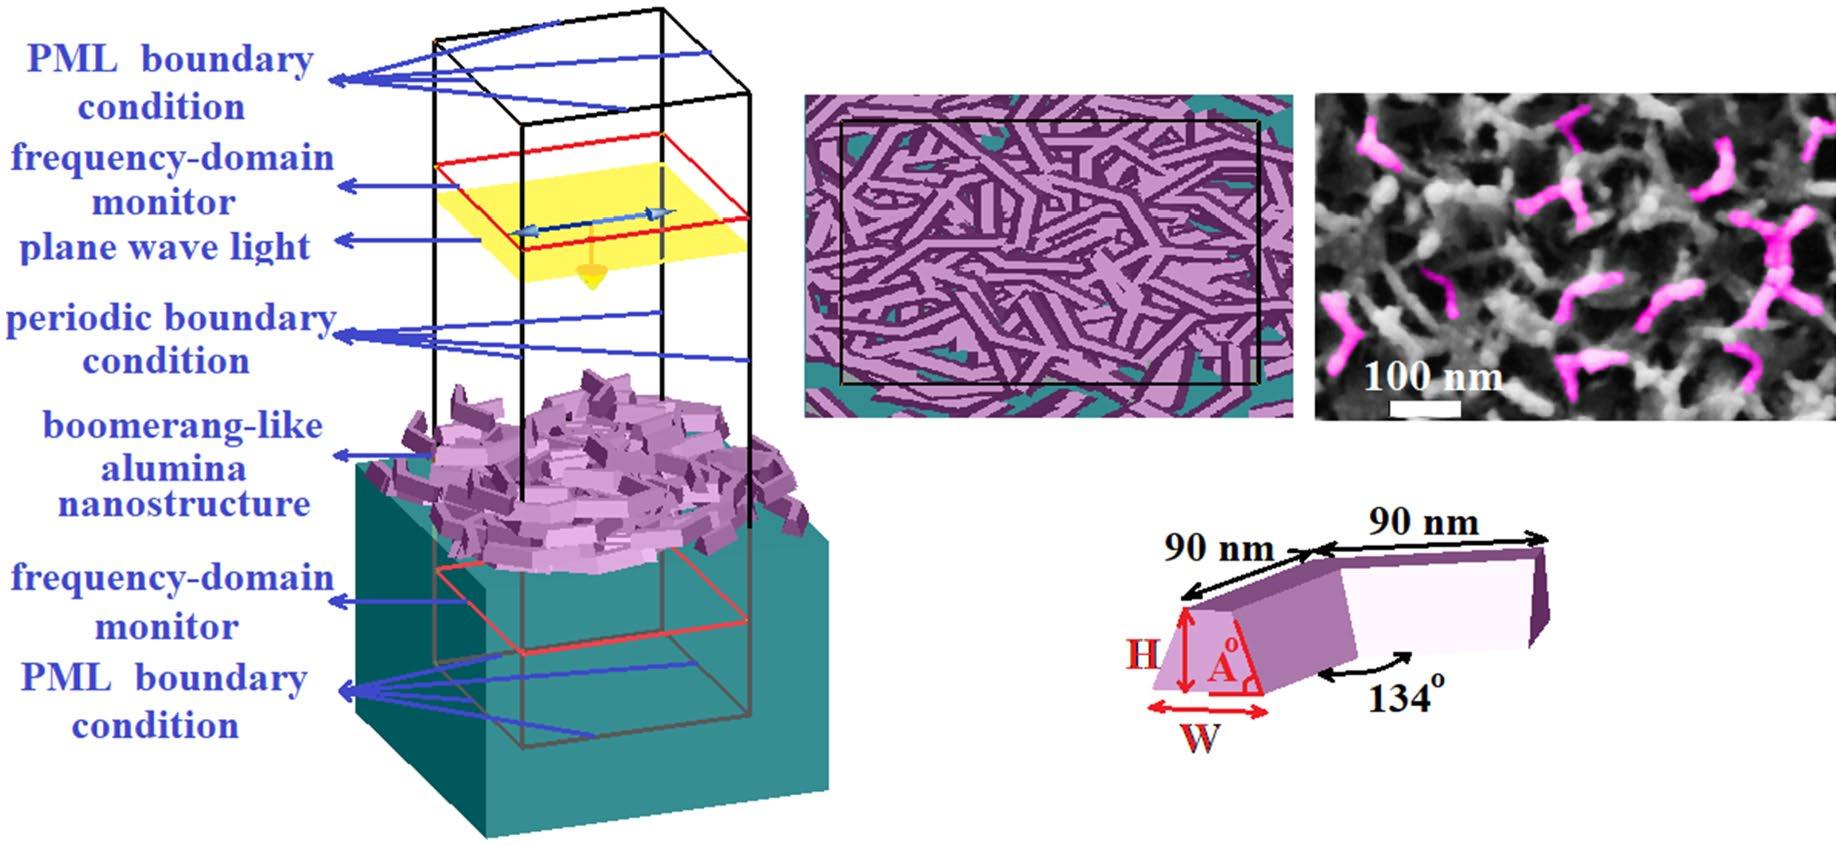 PML boundary
condition
frequency-domain
monitor
plane wave light
periodic boundary
condition
boomerang-like
alumina
nanostructure
frequency-domain
monitor
PML boundary
condition
100 nm
90 nm
90 nm
H
A°
W
134°